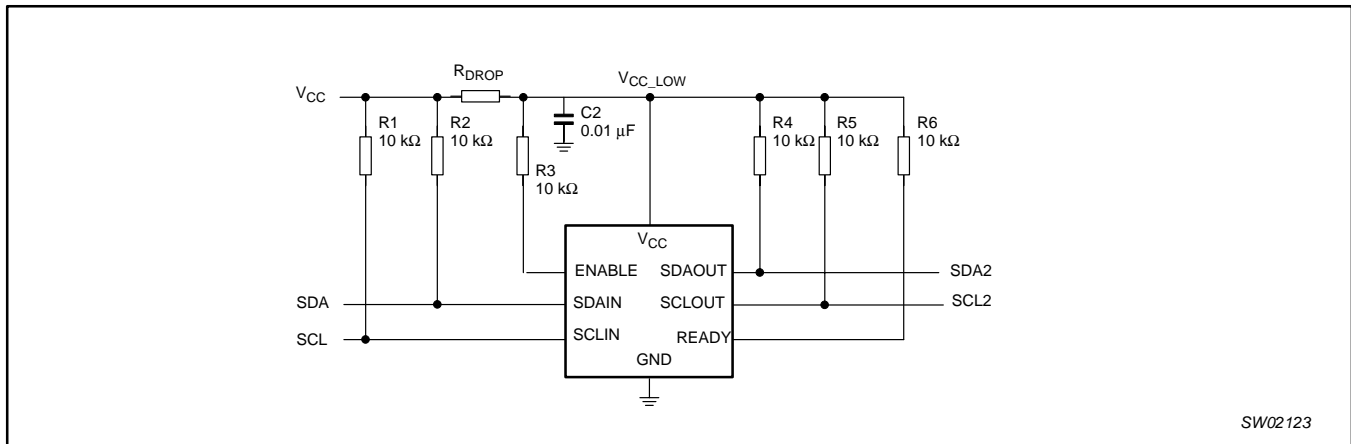 R_DROP
V_CC
V_CC_LOW
R1
10 kΩ
R2
10 kΩ
R3
10 kΩ
C2
0.01 μF
R4
10 kΩ
R5
10 kΩ
R6
10 kΩ
V_CC
ENABLE
SDAOUT
SDA2
SDA
SDAIN
SCLOUT
SCL2
SCL
SCLIN
READY
GND
SW02123